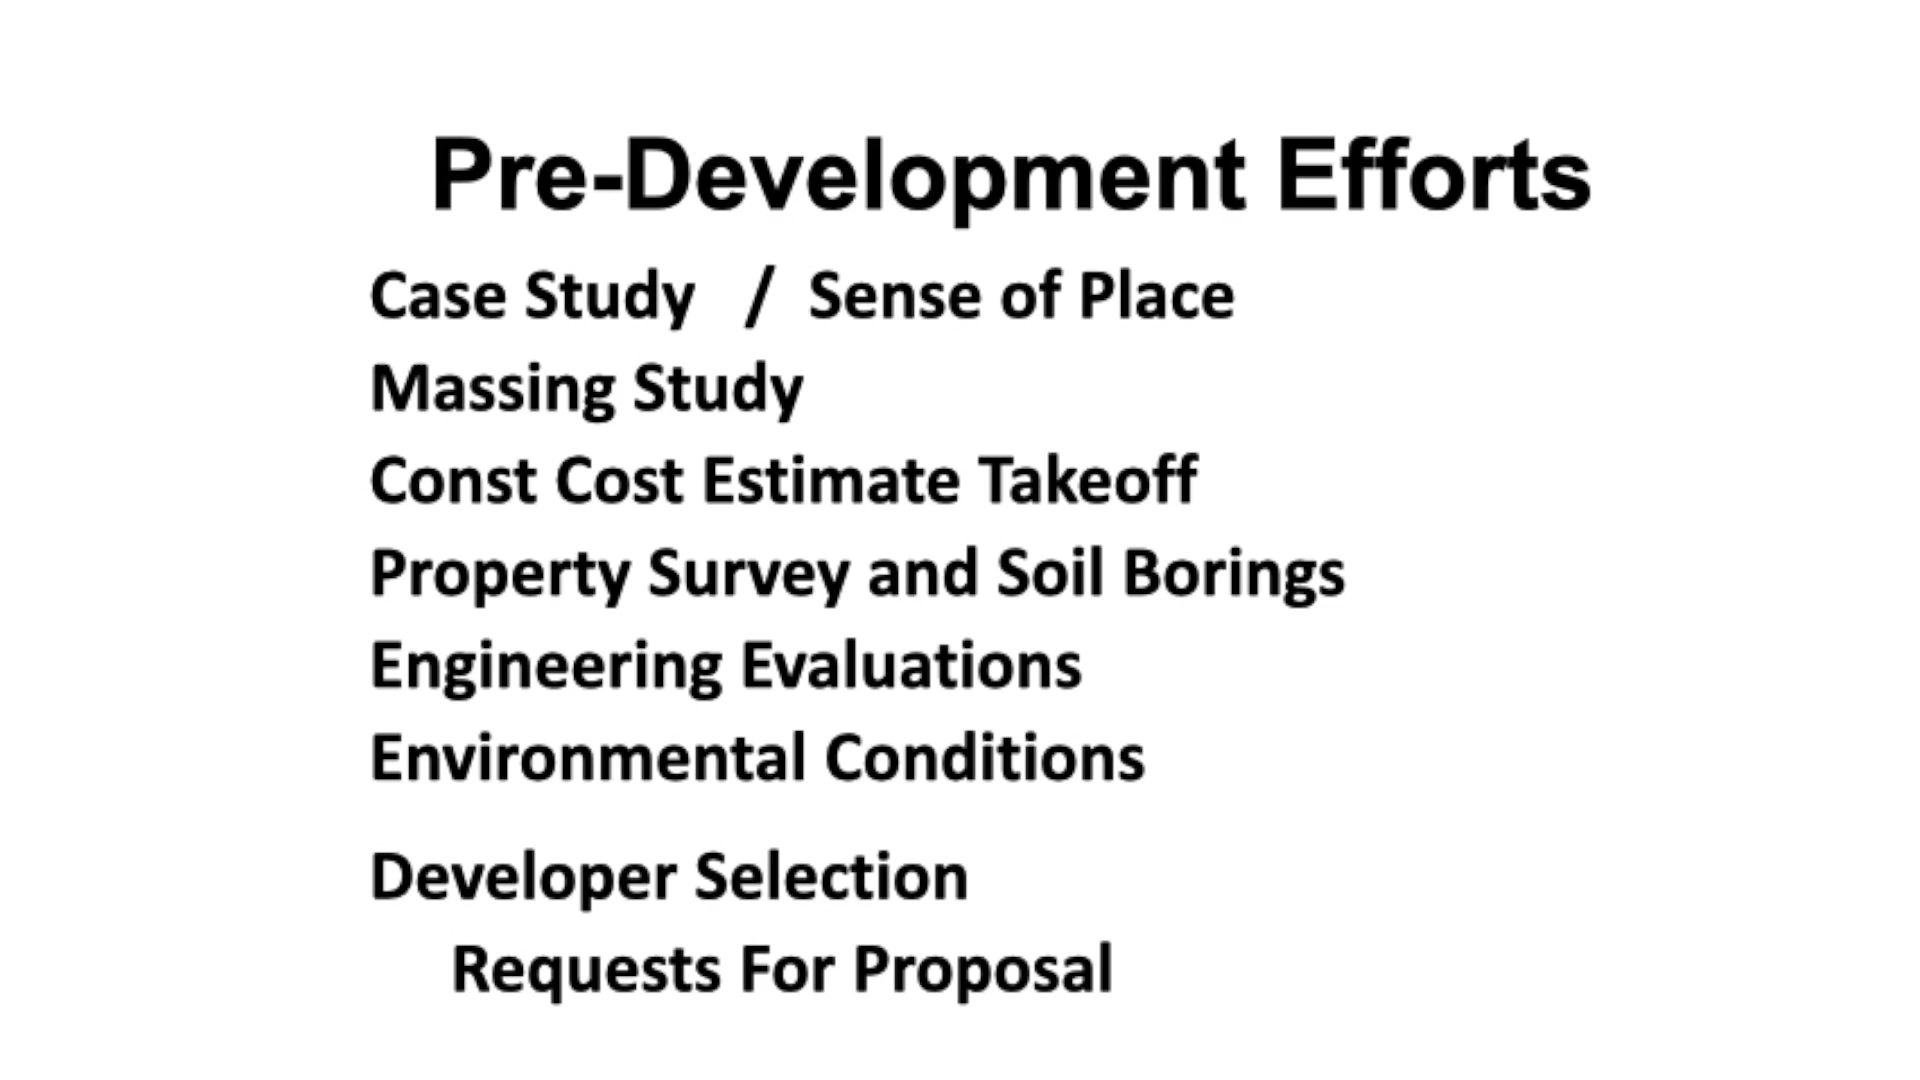 Pre-Development Efforts
Case Study / Sense of Place
Massing Study
Const Cost Estimate Takeoff
Property Survey and Soil Borings
Engineering Evaluations
Environmental Conditions
Developer Selection
Requests For Proposal